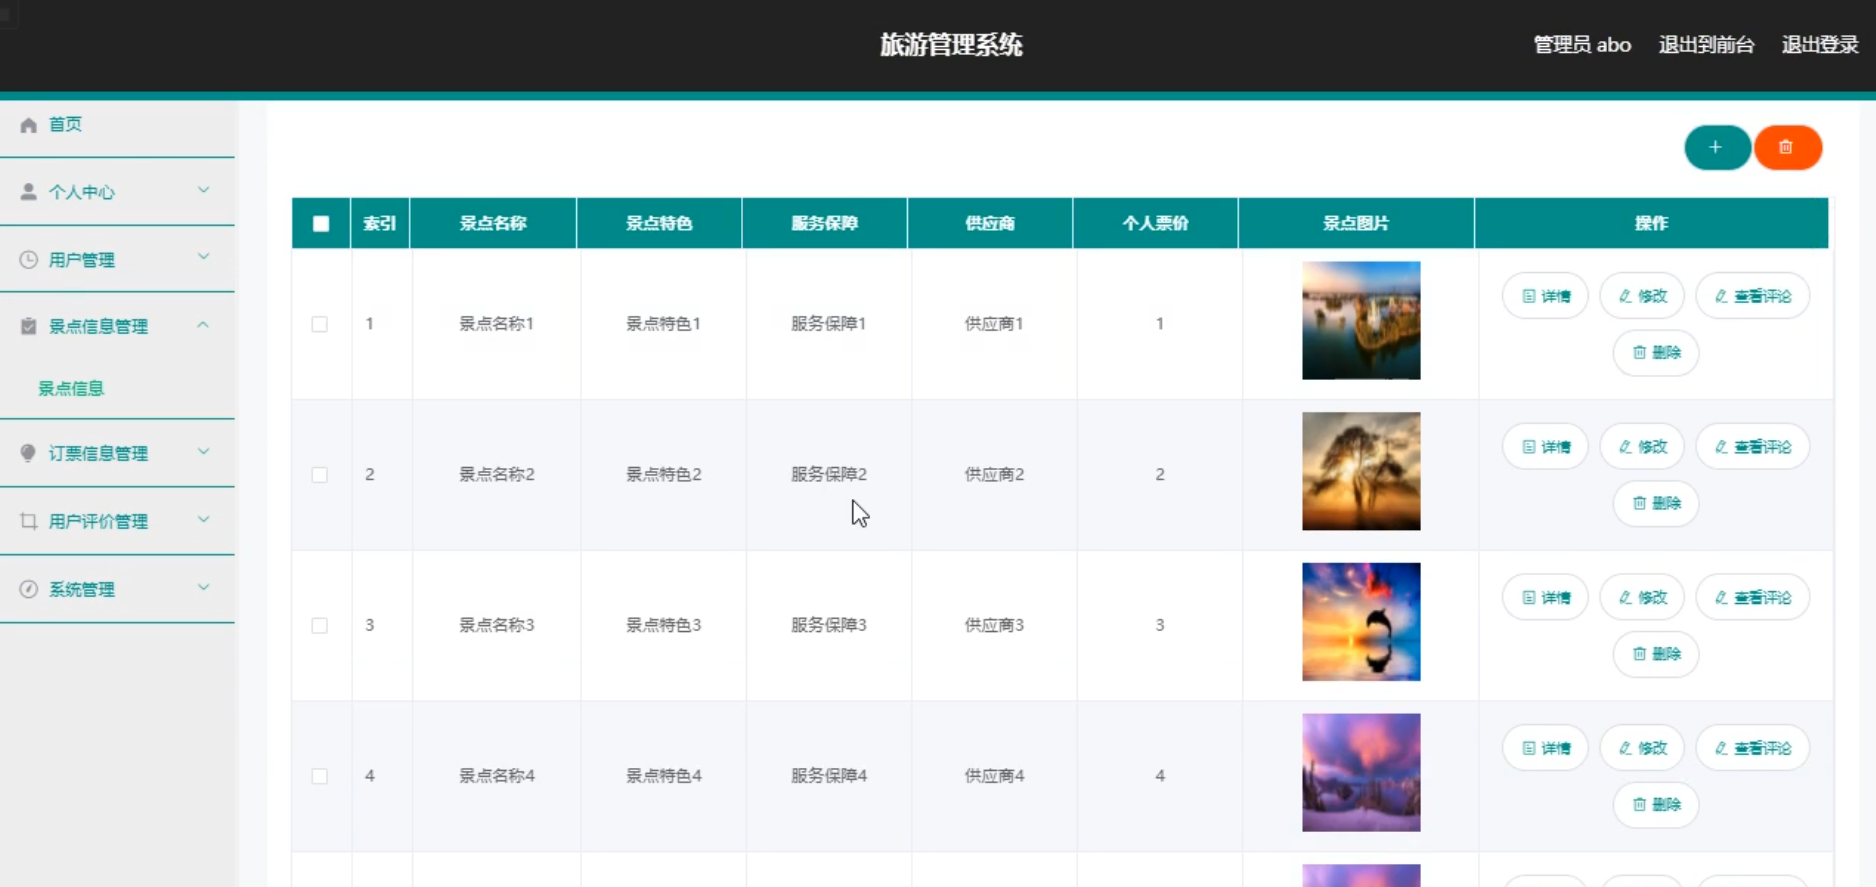 旅游管理系统
管理员 abo 退出到前台 退出登录
首页
个人中心
用户管理
景点信息管理
景点信息
订票信息管理
用户评价管理
系统管理
索引 景点名称 景点特色 服务保障 供应商 个人票价 景点图片 操作
1 景点名称1 景点特色1 服务保障1 供应商1 1 详情 修改 查看评论
删除
2 景点名称2 景点特色2 服务保障2 供应商2 2 详情 修改 查看评论
删除
3 景点名称3 景点特色3 服务保障3 供应商3 3 详情 修改 查看评论
删除
4 景点名称4 景点特色4 服务保障4 供应商4 4 详情 修改 查看评论
删除